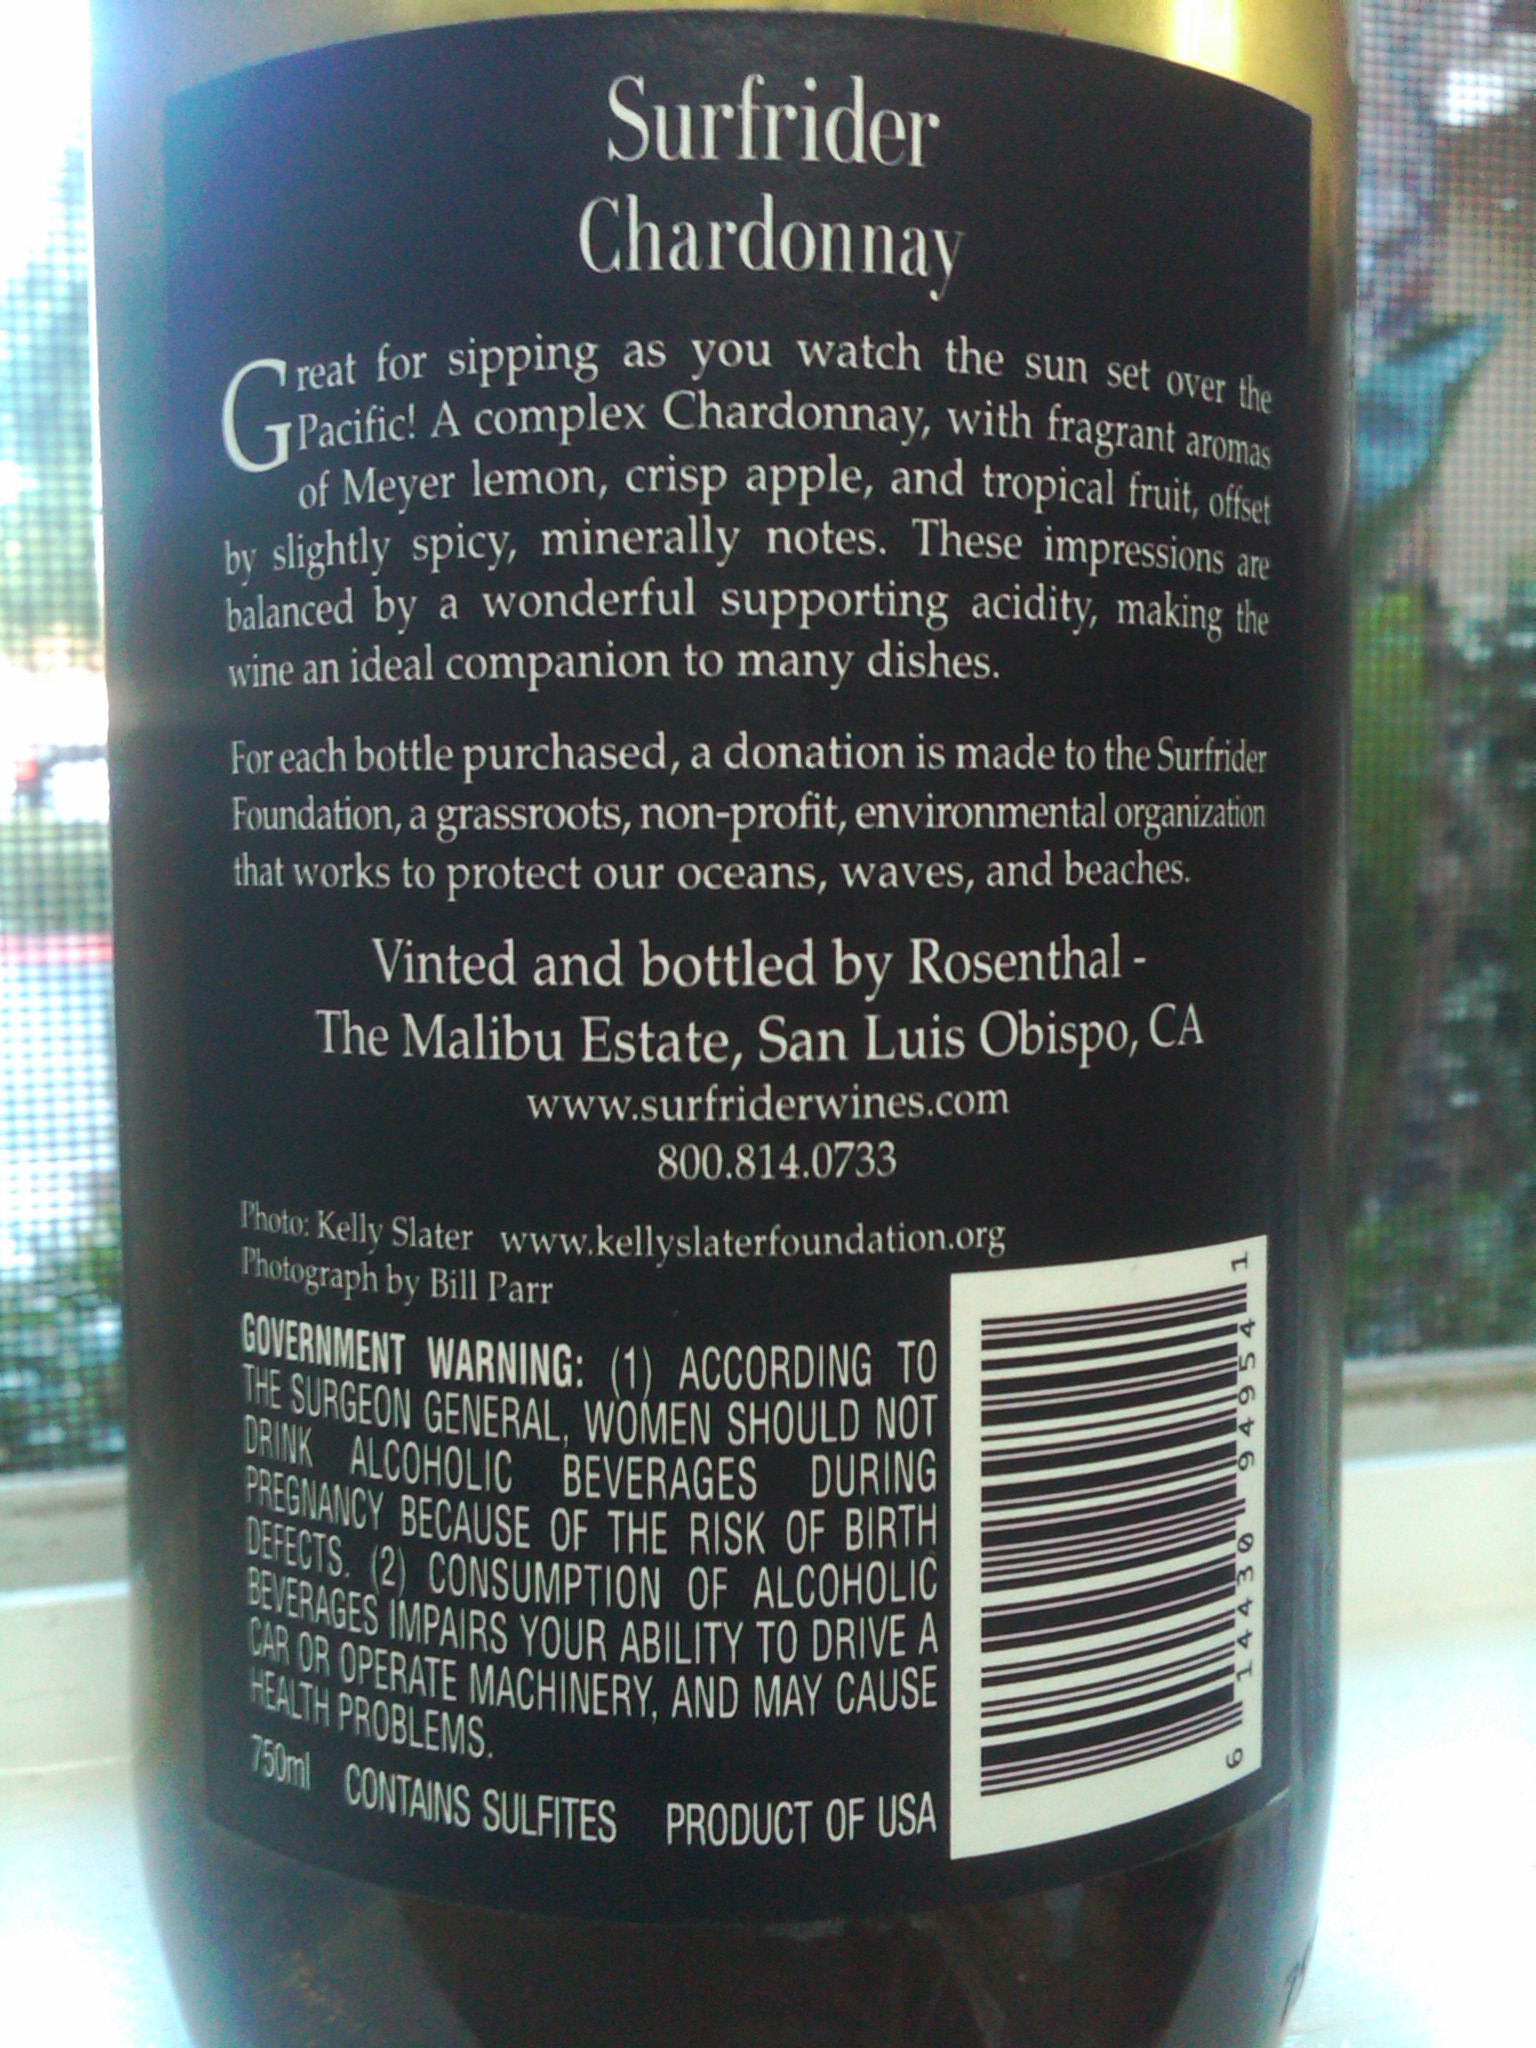 Surfrider
Chardonnay
Great for sipping as you watch the sun set over the
Pacific! A complex Chardonnay, with fragrant aromas
of Meyer lemon, crisp apple, and tropical fruit, offset
by slightly spicy, minerally notes. These impressions are
balanced by a wonderful supporting acidity, making the
wine an ideal companion to many dishes.
For each bottle purchased, a donation is made to the Surfrider
Foundation, a grassroots, non-profit, environmental organization
that works to protect our oceans, waves, and beaches.
Vinted and bottled by Rosenthal -
The Malibu Estate, San Luis Obispo, CA
www.surfriderwines.com
800.814.0733
Photo: Kelly Slater www.kellyslaterfoundation.org
Photograph by Bill Parr
GOVERNMENT WARNING: (1) ACCORDING TO
THE SURGEON GENERAL, WOMEN SHOULD NOT
DRINK ALCOHOLIC BEVERAGES DURING
PREGNANCY BECAUSE OF THE RISK OF BIRTH
DEFECTS. (2) CONSUMPTION OF ALCOHOLIC
BEVERAGES IMPAIRS YOUR ABILITY TO DRIVE A
CAR OR OPERATE MACHINERY, AND MAY CAUSE
HEALTH PROBLEMS.
750ml CONTAINS SULFITES PRODUCT OF USA
6 14430 94954 1